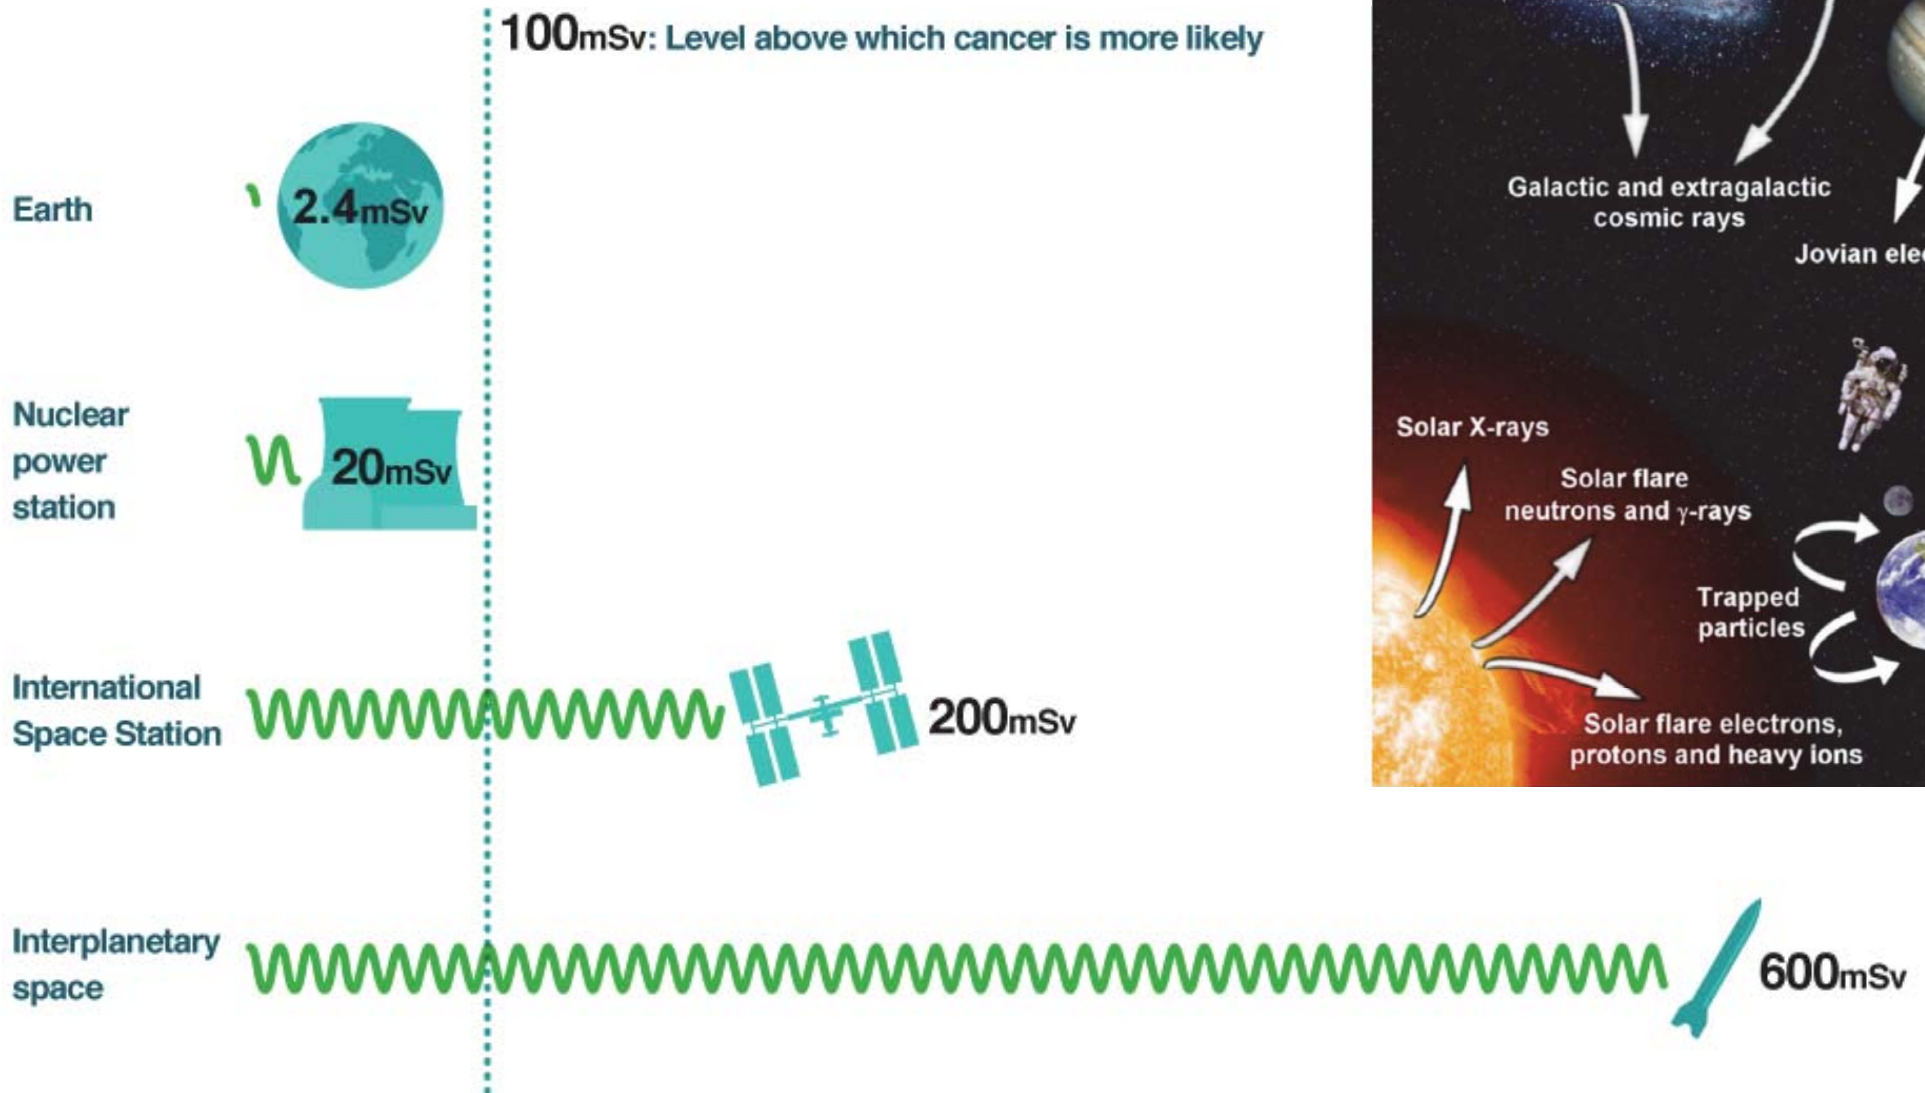 100mSv: Level above which cancer is more likely
Earth
2.4mSv
Nuclear
power
station
20mSv
International
Space Station
200mSv
Interplanetary
space
600mSv
Galactic and extragalactic
cosmic rays
Jovian
Solar X-rays
Solar flare
neutrons and γ-rays
Trapped
particles
Solar flare electrons,
protons and heavy ions